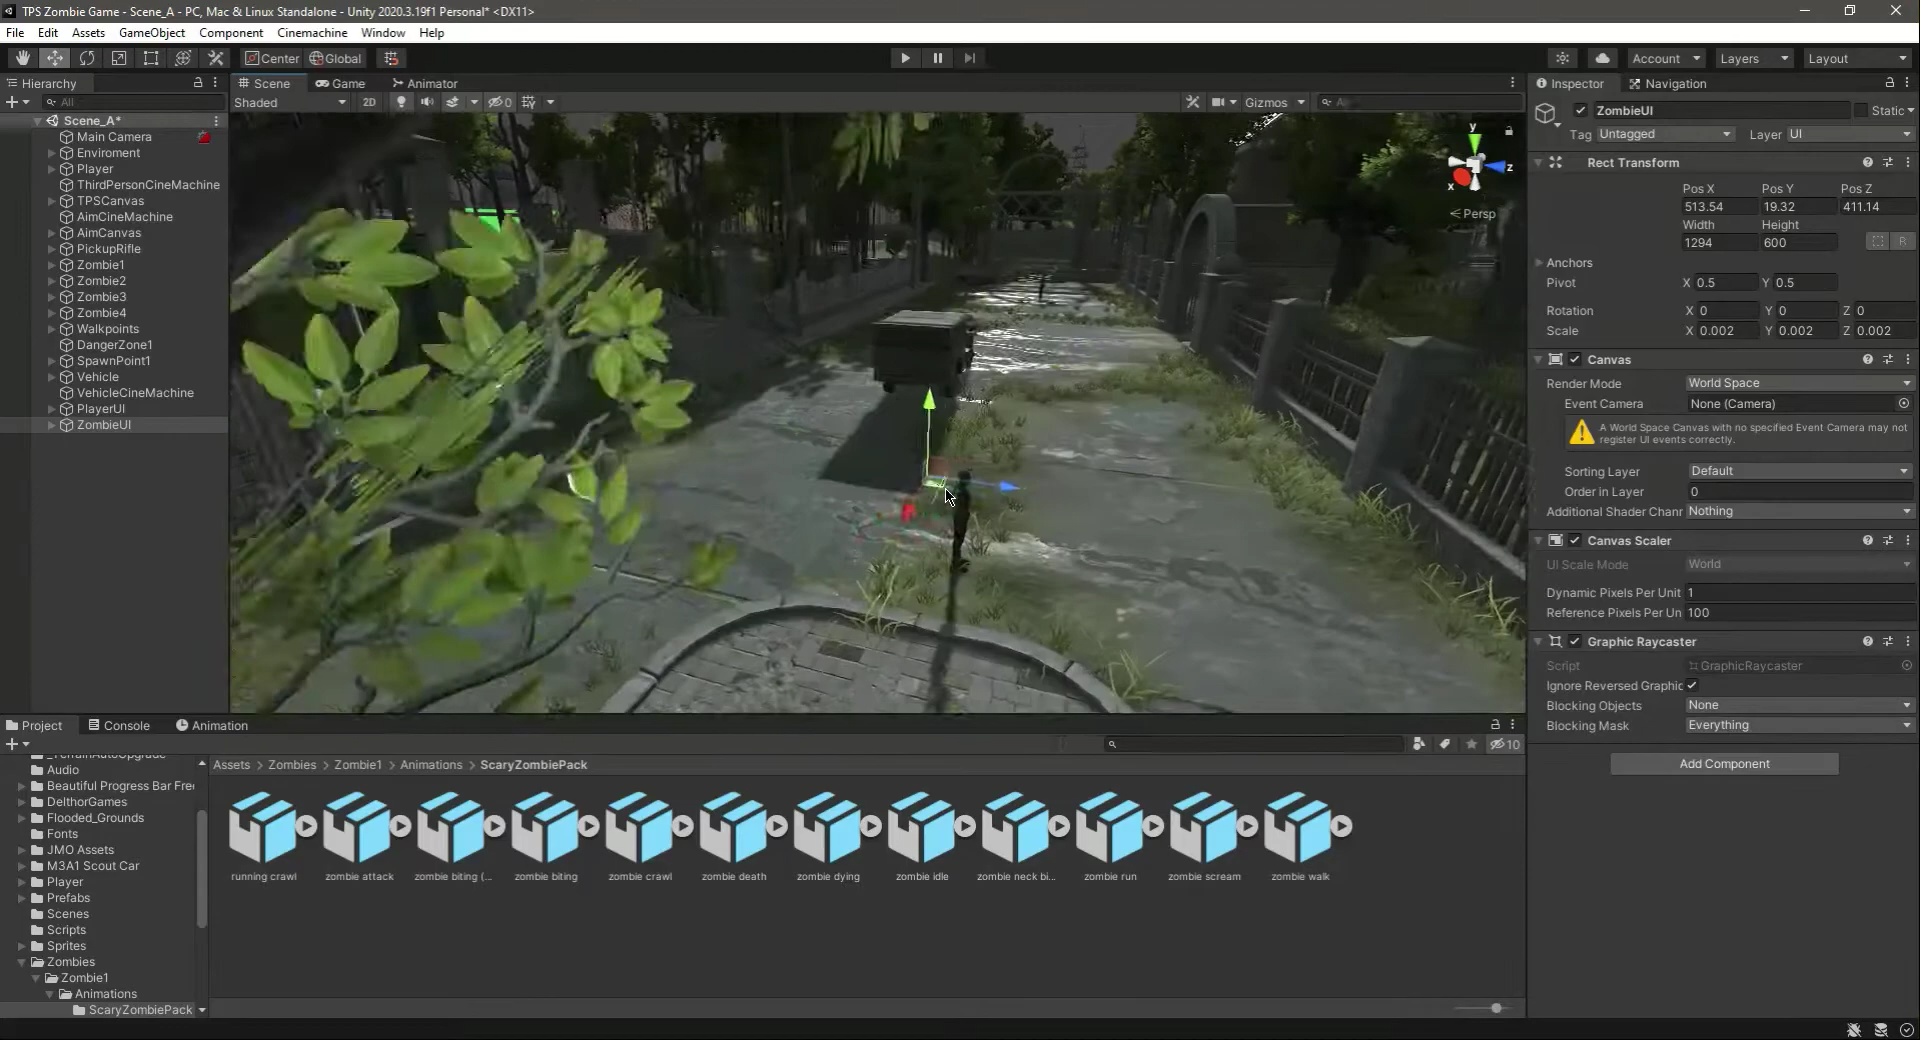 TPS Zombie Game - Scene_A - PC, Mac & Linux Standalone - Unity 2020.3.19f1 Personal* <DX11>
File Edit Assets GameObject Component Cinemachine Window Help
Center Global Account Layers Layout
Hierarchy
All
Scene_A*
Main Camera
Enviroment
Player
ThirdPersonCineMachine
TPSCanvas
AimCineMachine
AimCanvas
PickupRifle
Zombie1
Zombie2
Zombie3
Zombie4
Walkpoints
DangerZone1
SpawnPoint1
Vehicle
VehicleCineMachine
PlayerUI
ZombieUI
Scene Game Animator
Shaded 2D 0 Gizmos All
y
z
x
Persp
Inspector Navigation
ZombieUI Static
Tag Untagged Layer UI
Rect Transform
Pos X Pos Y Pos Z
513.54 19.32 411.14
Width Height
1294 600 R
Anchors
Pivot X 0.5 Y 0.5
Rotation X 0 Y 0 Z 0
Scale X 0.002 Y 0.002 Z 0.002
Canvas
Render Mode World Space
Event Camera None (Camera)
A World Space Canvas with no specified Event Camera may not
register UI events correctly.
Sorting Layer Default
Order in Layer 0
Additional Shader Chanr Nothing
Canvas Scaler
UI Scale Mode World
Dynamic Pixels Per Unit 1
Reference Pixels Per Un 100
Graphic Raycaster
Script GraphicRaycaster
Ignore Reversed Graphic
Blocking Objects None
Blocking Mask Everything
Add Component
Project Console Animation
10
_TerrainAutoUpgrade
Audio
Beautiful Progress Bar Free
DelthorGames
Flooded_Grounds
Fonts
JMO Assets
M3A1 Scout Car
Player
Prefabs
Scenes
Scripts
Sprites
Zombies
Zombie1
Animations
ScaryZombiePack
Assets > Zombies > Zombie1 > Animations > ScaryZombiePack
running crawl zombie attack zombie biting (... zombie biting zombie crawl zombie death zombie dying zombie idle zombie neck bi... zombie run zombie scream zombie walk